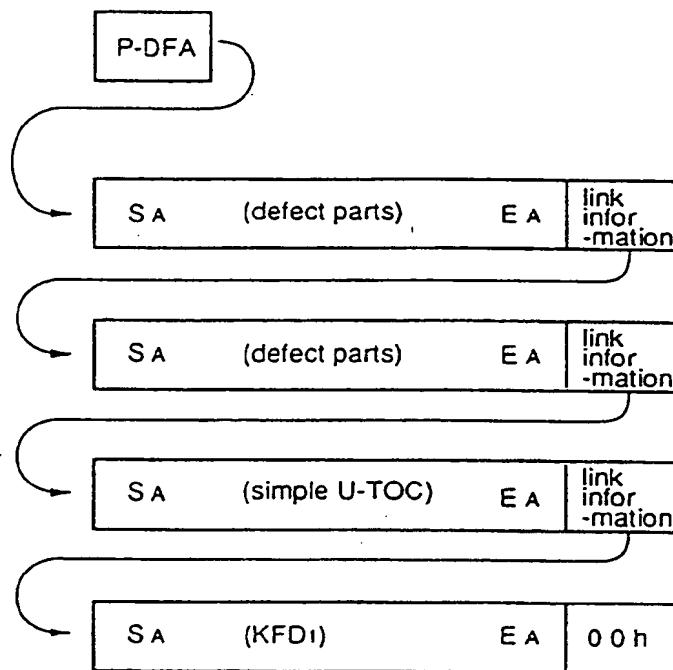 P-DFA
SA (defect parts) EA link
infor
-mation
SA (defect parts) EA link
infor
-mation
SA (simple U-TOC) EA link
infor
-mation
SA (KFD1) EA 00h